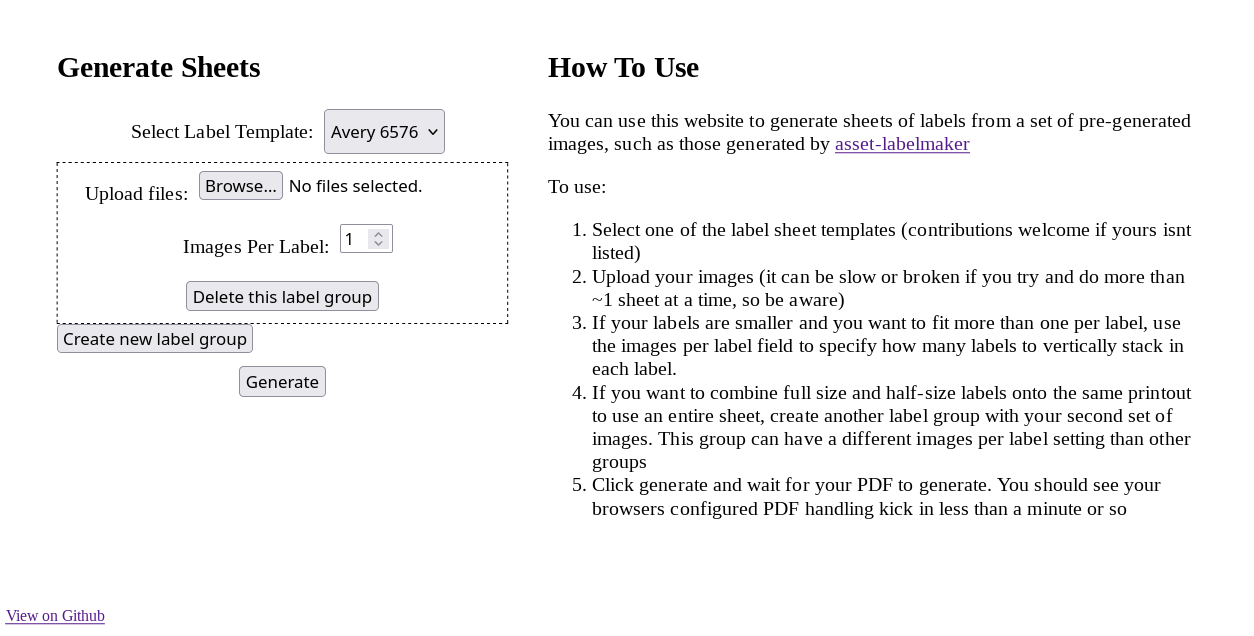 Generate Sheets
Select Label Template: Avery 6576
Upload files: Browse... No files selected.
Images Per Label: 1
Delete this label group
Create new label group
Generate
How To Use
You can use this website to generate sheets of labels from a set of pre-generated
images, such as those generated by asset-labelmaker
To use:
1. Select one of the label sheet templates (contributions welcome if yours isnt
listed)
2. Upload your images (it can be slow or broken if you try and do more than
~1 sheet at a time, so be aware)
3. If your labels are smaller and you want to fit more than one per label, use
the images per label field to specify how many labels to vertically stack in
each label.
4. If you want to combine full size and half-size labels onto the same printout
to use an entire sheet, create another label group with your second set of
images. This group can have a different images per label setting than other
groups
5. Click generate and wait for your PDF to generate. You should see your
browsers configured PDF handling kick in less than a minute or so
View on Github